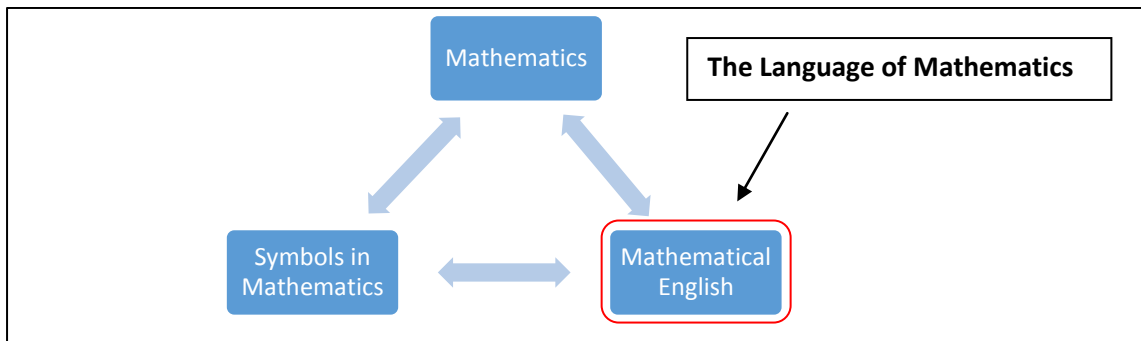 Mathematics
The Language of Mathematics
Symbols in
Mathematics
Mathematical
English